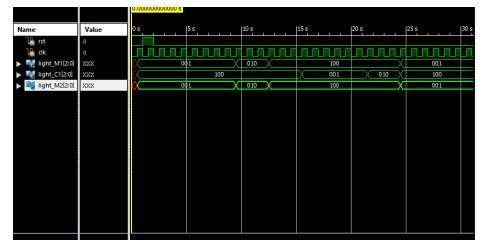 0.000000000000 s
Name Value 0 s 5 s 10 s 15 s 20 s 25 s 30 s
rst 0
clk 0
light_M1[2:0] XXX 001 010 100 001
light_C1[2:0] XXX 100 001 010 100
light_M2[2:0] XXX 001 010 100 001